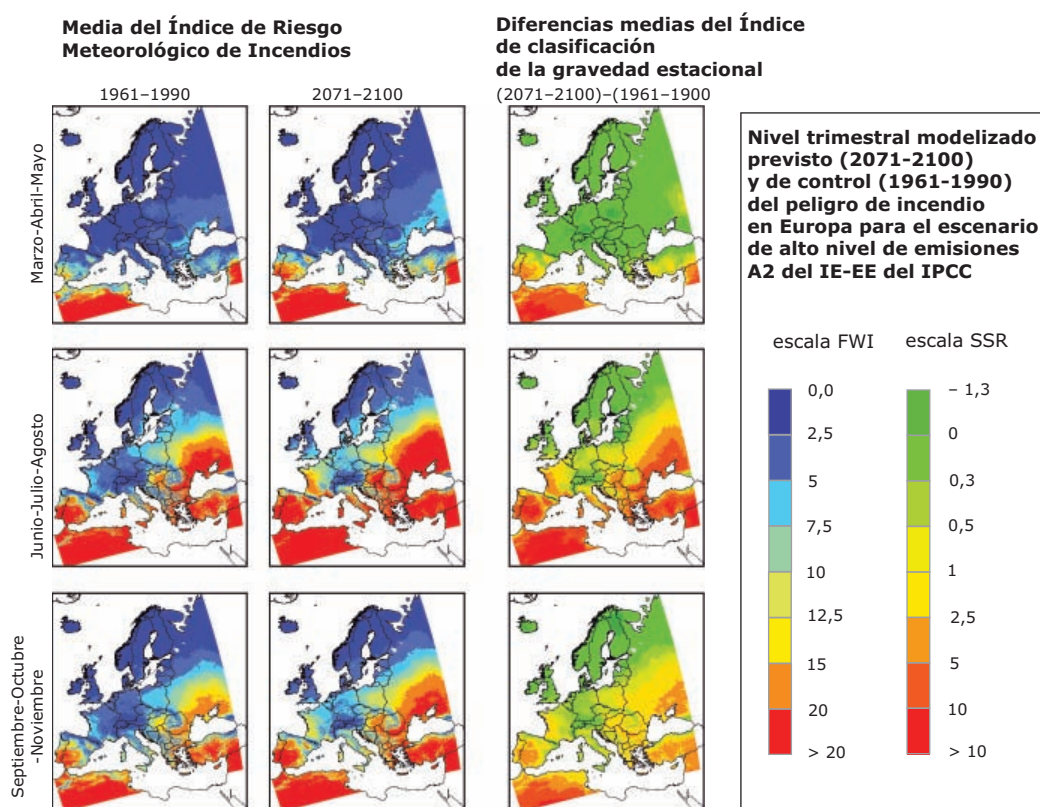 Media del Índice de Riesgo
Meteorológico de Incendios
Diferencias medias del Índice
de clasificación
de la gravedad estacional
1961–1990
2071–2100
(2071–2100)–(1961–1900
Marzo-Abril-Mayo
Junio-Julio-Agosto
Septiembre-Octubre
-Noviembre
Nivel trimestral modelizado
previsto (2071-2100)
y de control (1961-1990)
del peligro de incendio
en Europa para el escenario
de alto nivel de emisiones
A2 del IE-EE del IPCC
escala FWI
0,0
2,5
5
7,5
10
12,5
15
20
> 20
escala SSR
– 1,3
0
0,3
0,5
1
2,5
5
10
> 10